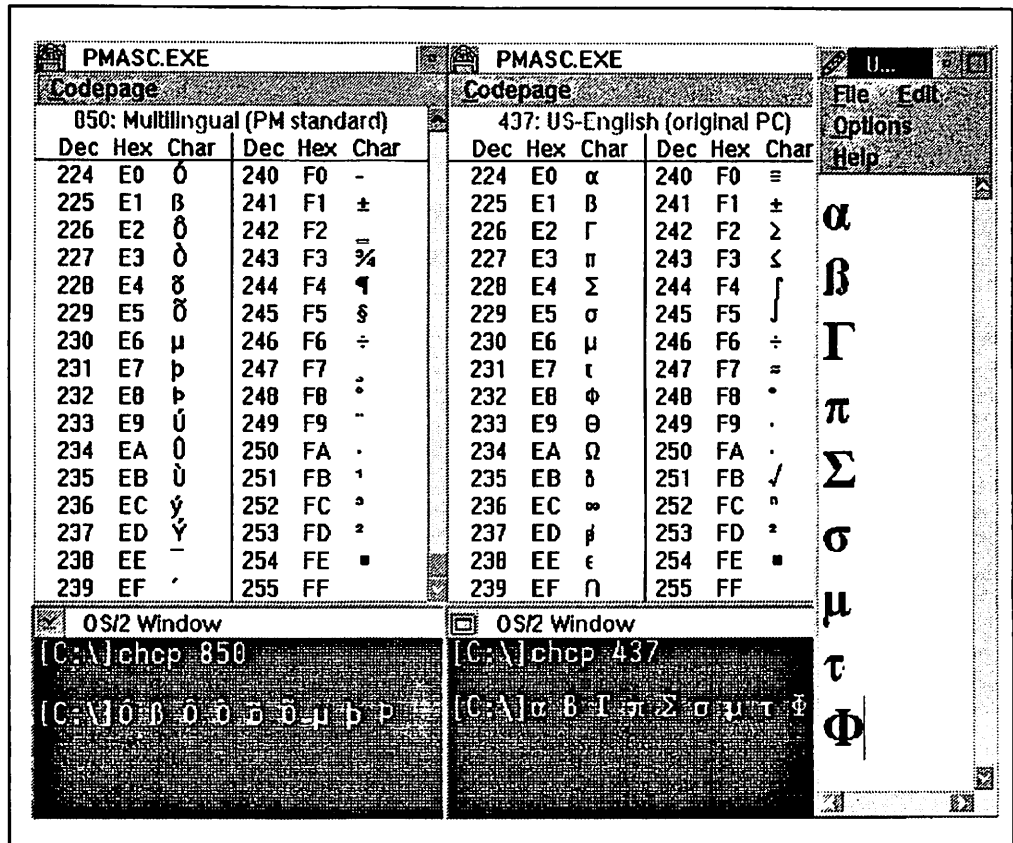 PMASC.EXE
Codepage
850: Multilingual (PM standard)
Dec Hex Char Dec Hex Char
224 E0 Ó 240 F0 -
225 E1 ß 241 F1 ±
226 E2 Ô 242 F2 ‗
227 E3 Ò 243 F3 ¾
228 E4 õ 244 F4 ¶
229 E5 Õ 245 F5 §
230 E6 µ 246 F6 ÷
231 E7 þ 247 F7 ¸
232 E8 Þ 248 F8 °
233 E9 Ú 249 F9 ¨
234 EA Û 250 FA ·
235 EB Ù 251 FB ¹
236 EC ý 252 FC ³
237 ED Ý 253 FD ²
238 EE ¯ 254 FE ■
239 EF ´ 255 FF
PMASC.EXE
Codepage
437: US-English (original PC)
Dec Hex Char Dec Hex Char
224 E0 α 240 F0 ≡
225 E1 ß 241 F1 ±
226 E2 Γ 242 F2 ≥
227 E3 π 243 F3 ≤
228 E4 Σ 244 F4 ⌠
229 E5 σ 245 F5 ⌡
230 E6 µ 246 F6 ÷
231 E7 τ 247 F7 ≈
232 E8 Φ 248 F8 °
233 E9 Θ 249 F9 ·
234 EA Ω 250 FA ·
235 EB δ 251 FB √
236 EC ∞ 252 FC ⁿ
237 ED φ 253 FD ²
238 EE ε 254 FE ■
239 EF ∩ 255 FF
U...
File Edit
Options
Help
α
ß
Γ
π
Σ
σ
μ
τ
Φ
OS/2 Window
[C:\]chcp 850
[C:\]Ó ß Ô Ò õ Õ µ þ Þ
OS/2 Window
[C:\]chcp 437
[C:\]α ß Γ π Σ σ µ τ Φ